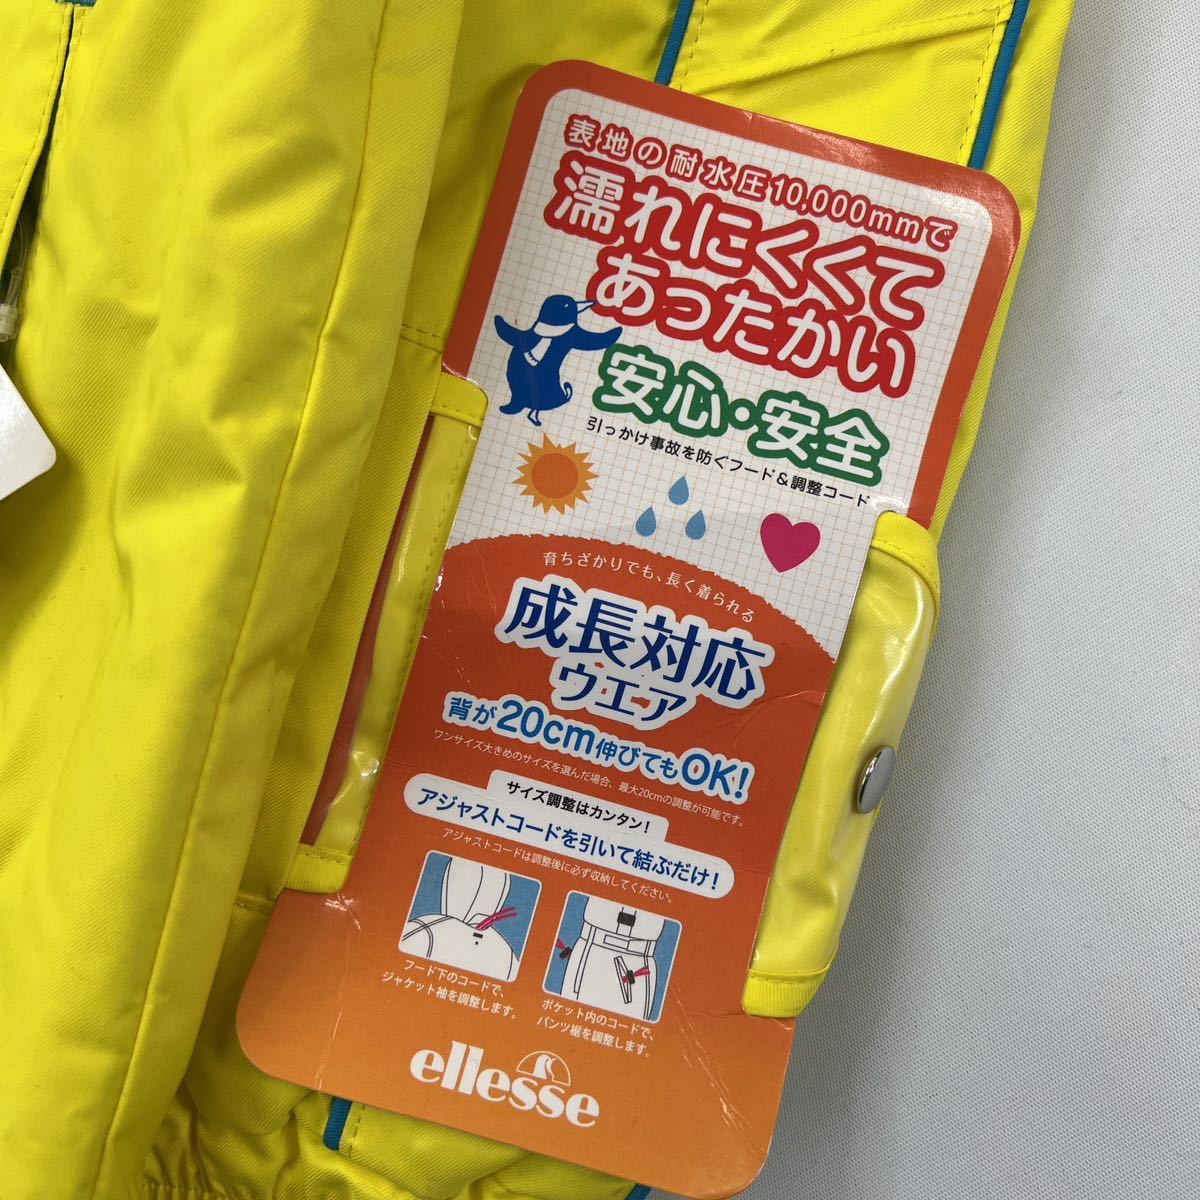 表地の耐水圧10,000mmで
濡れにくくて
あったかい
安心・安全
引っかけ事故を防ぐフード&調整コード
育ちざかりでも、長く着られる
成長対応
ウエア
背が20cm伸びてもOK!
ワンサイズ大きめのサイズを選んだ場合、最大20cmの調整が可能です。
サイズ調整はカンタン!
アジャストコードを引いて結ぶだけ!
アジャストコードは調整後に必ず収納してください。
フード下のコードで、
ジャケット袖を調整します。
ポケット内のコードで、
パンツ裾を調整します。
ellesse